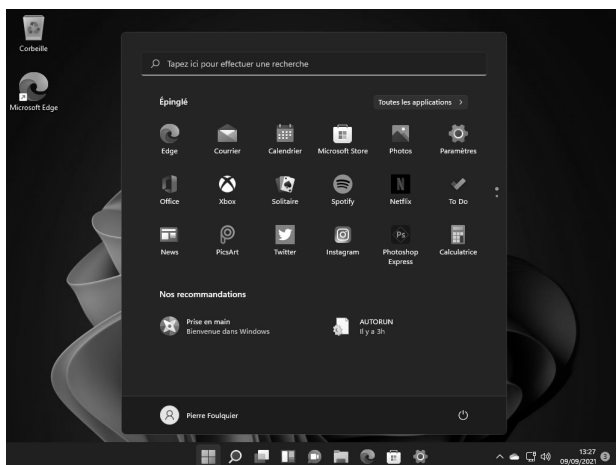 Corbeille
Microsoft Edge
Tapez ici pour effectuer une recherche
Épinglé
Toutes les applications
Edge
Courrier
Calendrier
Microsoft Store
Photos
Paramètres
Office
Xbox
Solitaire
Spotify
Netflix
To Do
News
PicsArt
Twitter
Instagram
Photoshop
Express
Calculatrice
Ps
Nos recommandations
Prise en main
Bienvenue dans Windows
AUTORUN
Il y a 3h
Pierre Foulquier
13:27
09/09/2021